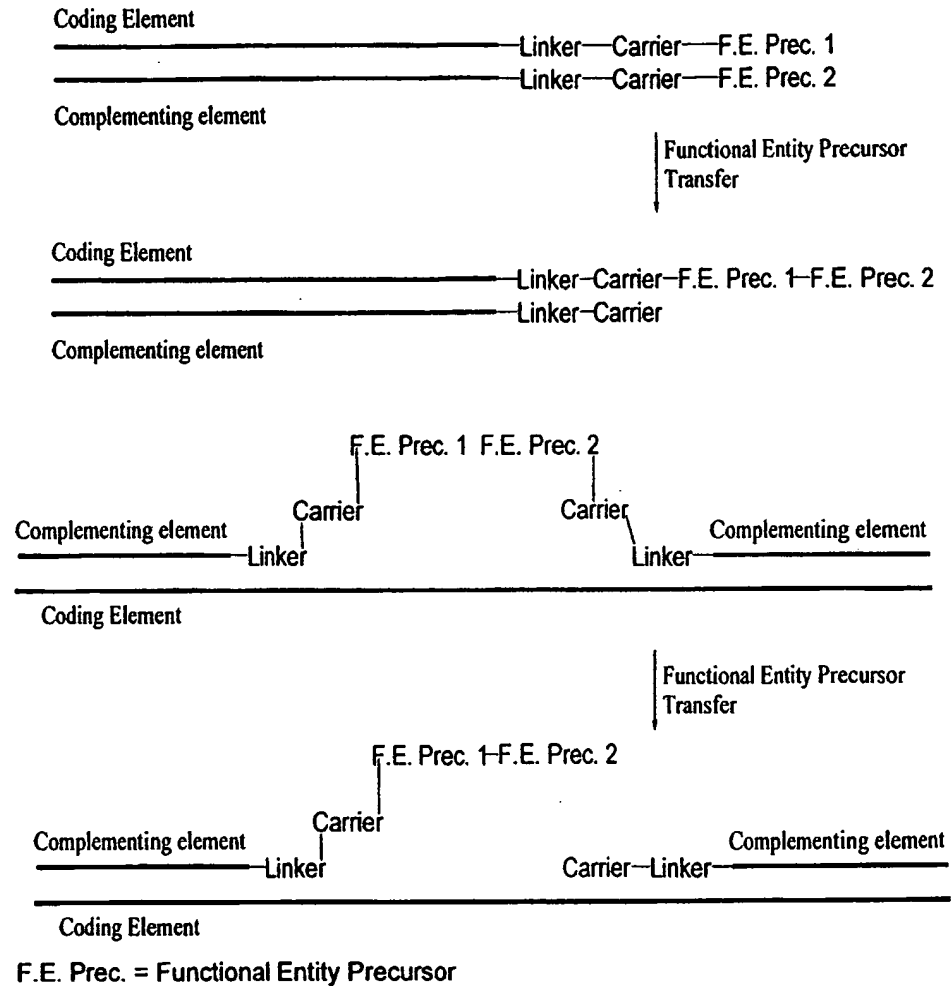 Coding Element
Linker—Carrier—F.E. Prec. 1
Linker—Carrier—F.E. Prec. 2
Complementing element
Functional Entity Precursor
Transfer
Coding Element
Linker–Carrier–F.E. Prec. 1–F.E. Prec. 2
Linker–Carrier
Complementing element
F.E. Prec. 1 F.E. Prec. 2
Carrier Carrier
Complementing element Complementing element
Linker Linker
Coding Element
Functional Entity Precursor
Transfer
F.E. Prec. 1–F.E. Prec. 2
Carrier
Complementing element Complementing element
Linker Carrier–Linker
Coding Element
F.E. Prec. = Functional Entity Precursor